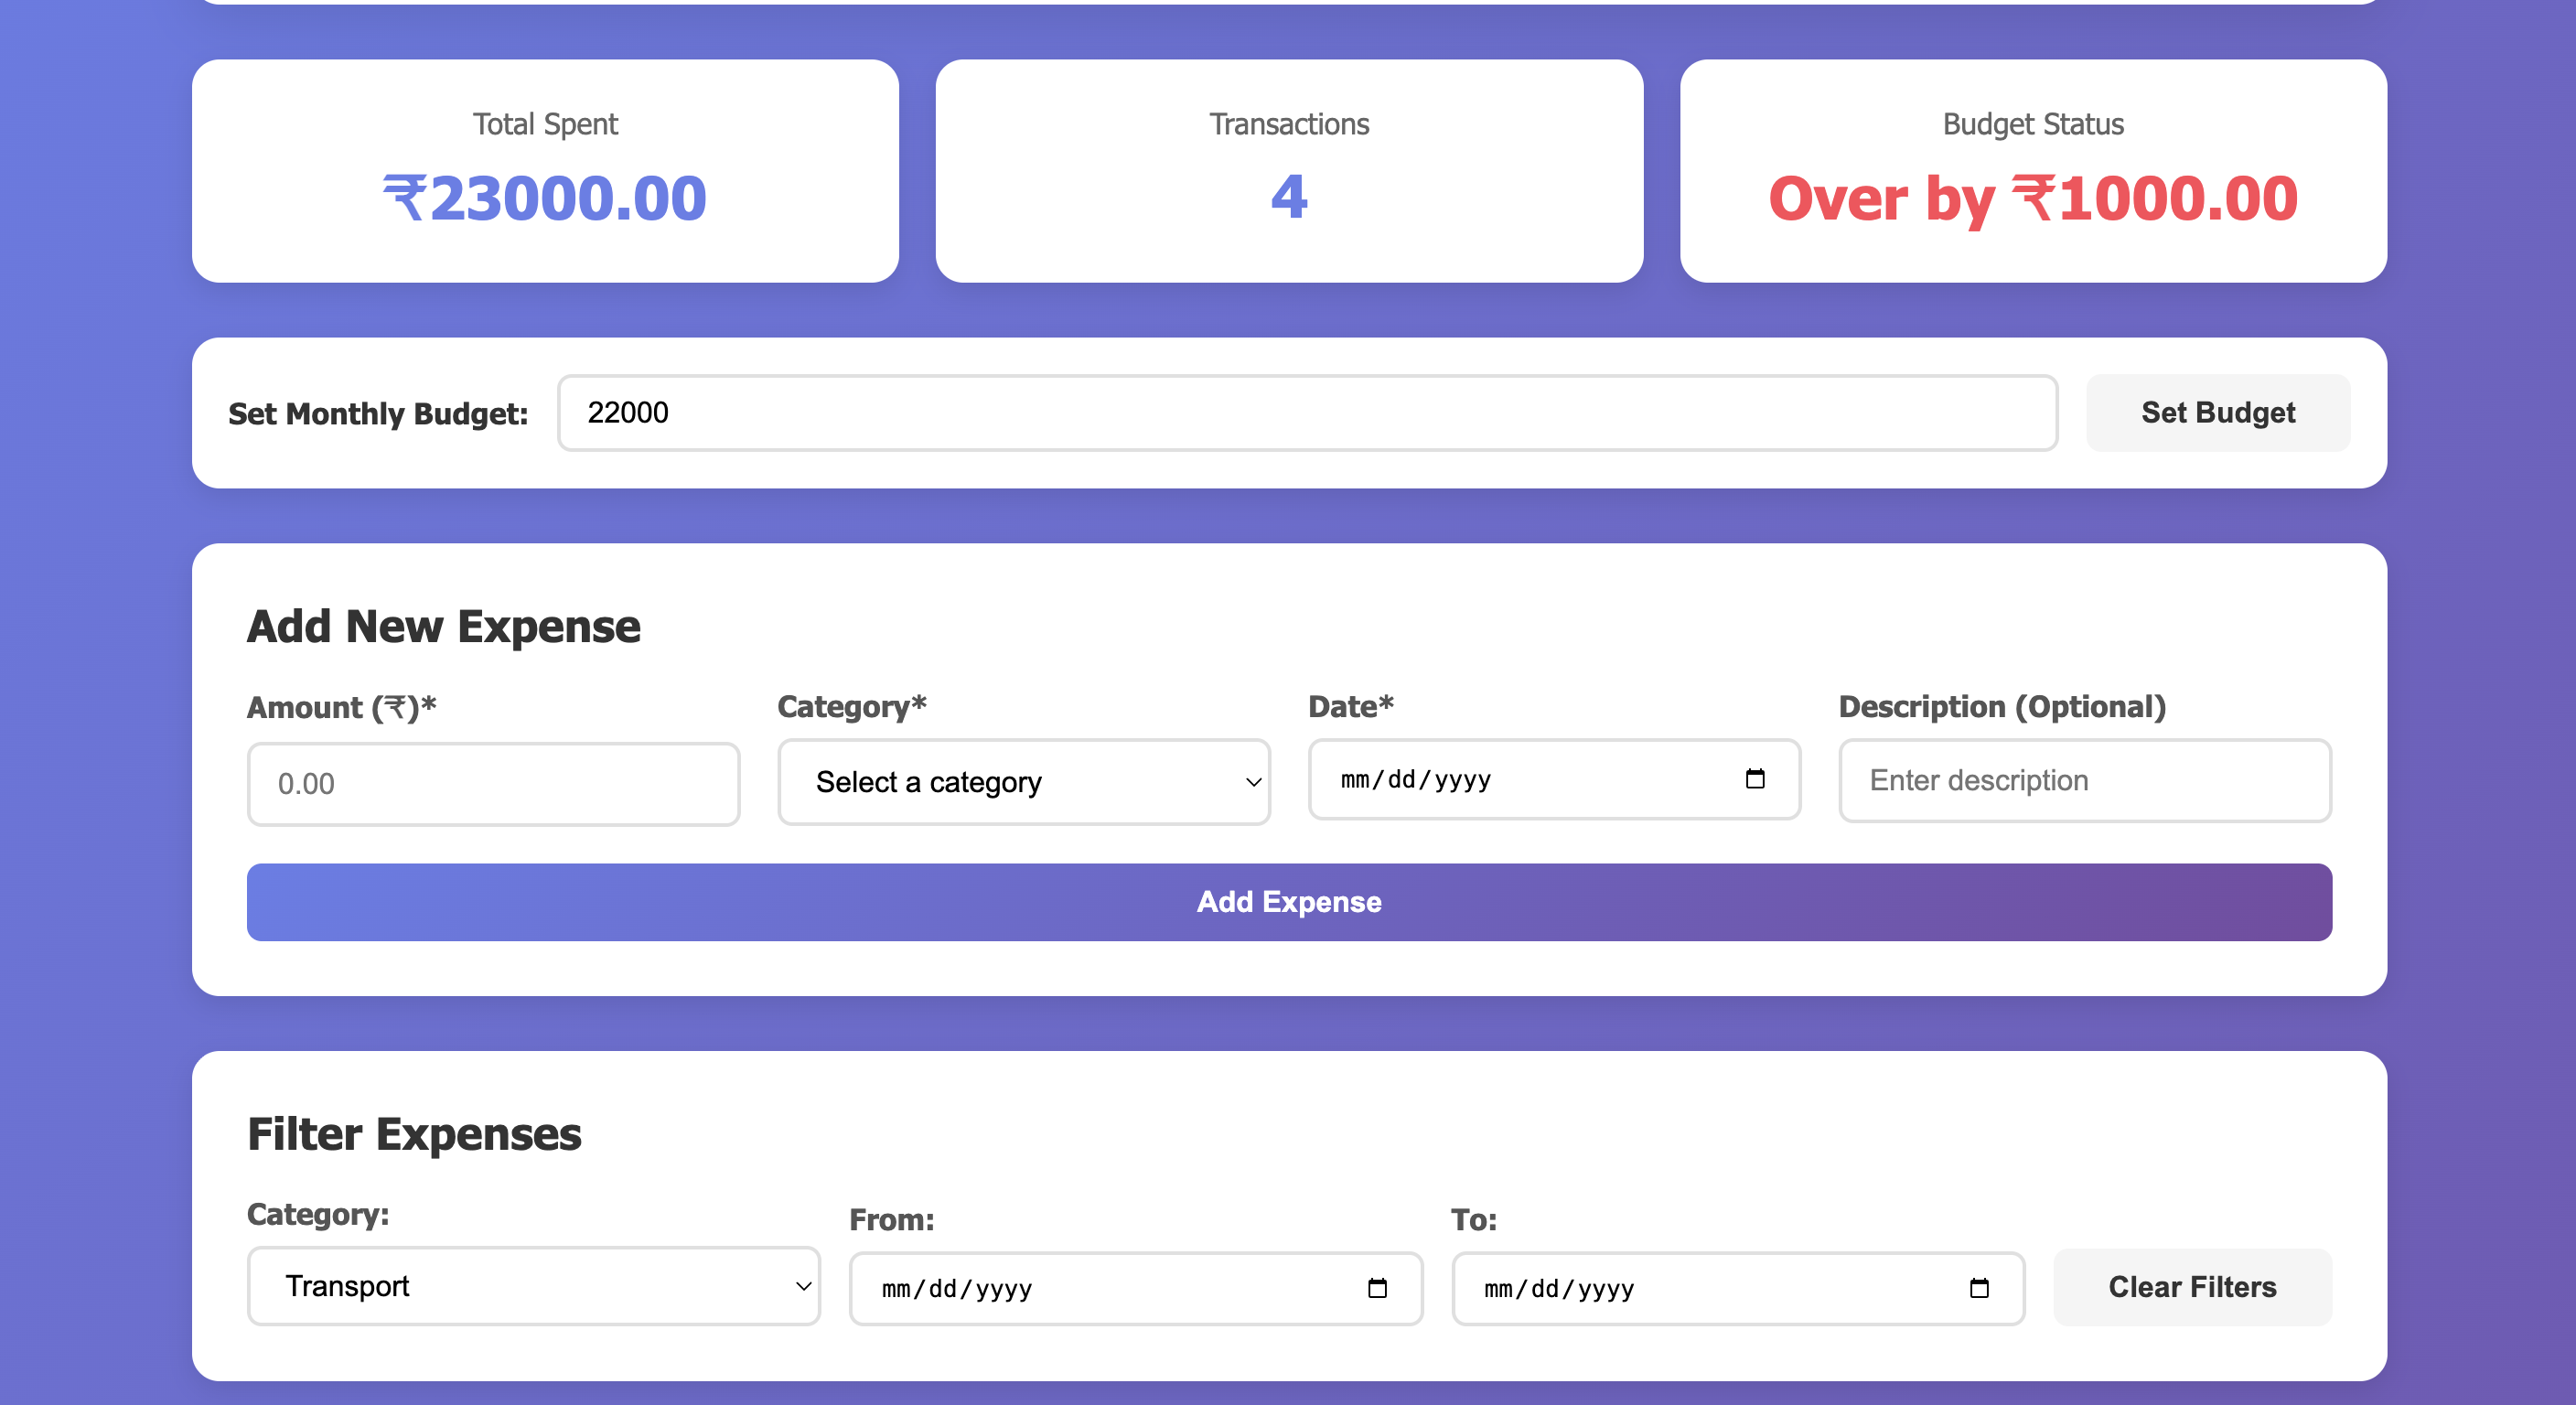 Total Spent
₹23000.00
Transactions
4
Budget Status
Over by ₹1000.00
Set Monthly Budget:
22000
Set Budget
Add New Expense
Amount (₹)*
Category*
Date*
Description (Optional)
0.00
Select a category
mm/dd/yyyy
Enter description
Add Expense
Filter Expenses
Category:
From:
To:
Transport
mm/dd/yyyy
mm/dd/yyyy
Clear Filters